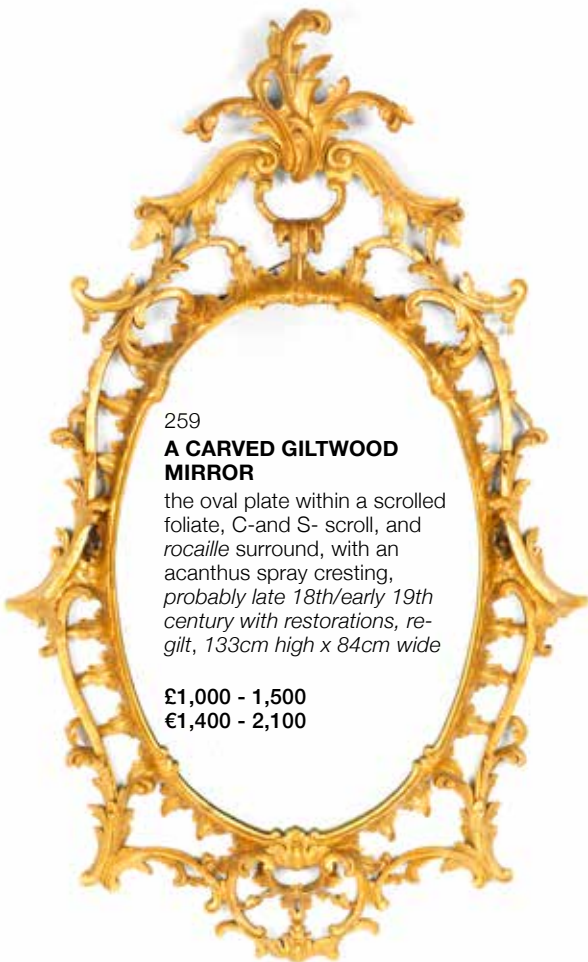 259
A CARVED GILTWOOD
MIRROR
the oval plate within a scrolled
foliate, C-and S- scroll, and
rocaille surround, with an
acanthus spray cresting,
probably late 18th/early 19th
century with restorations, re-
gilt, 133cm high x 84cm wide
£1,000 - 1,500
€1,400 - 2,100